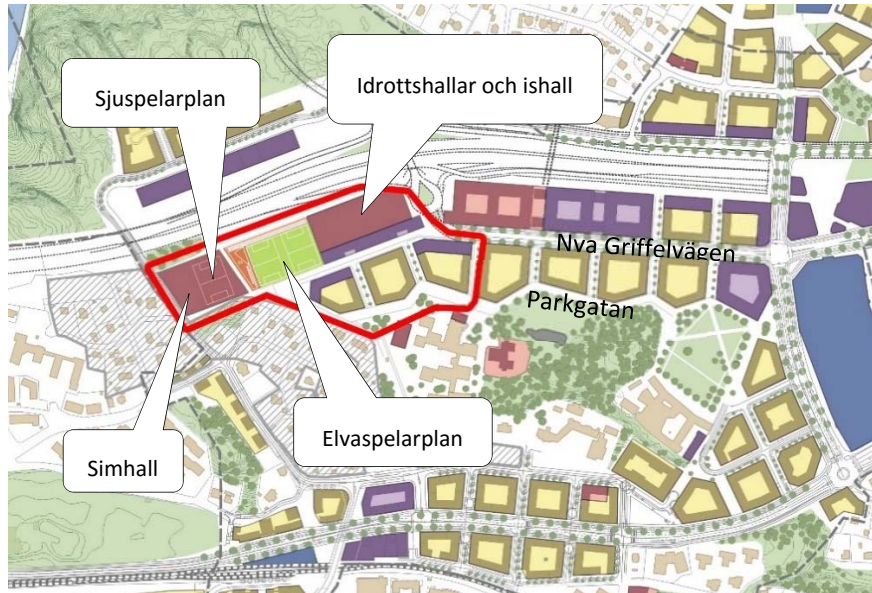 Idrottshallar och ishall
Sjuspelarplan
Nva Griffelvägen
Parkgatan
Elvaspelarplan
Simhall